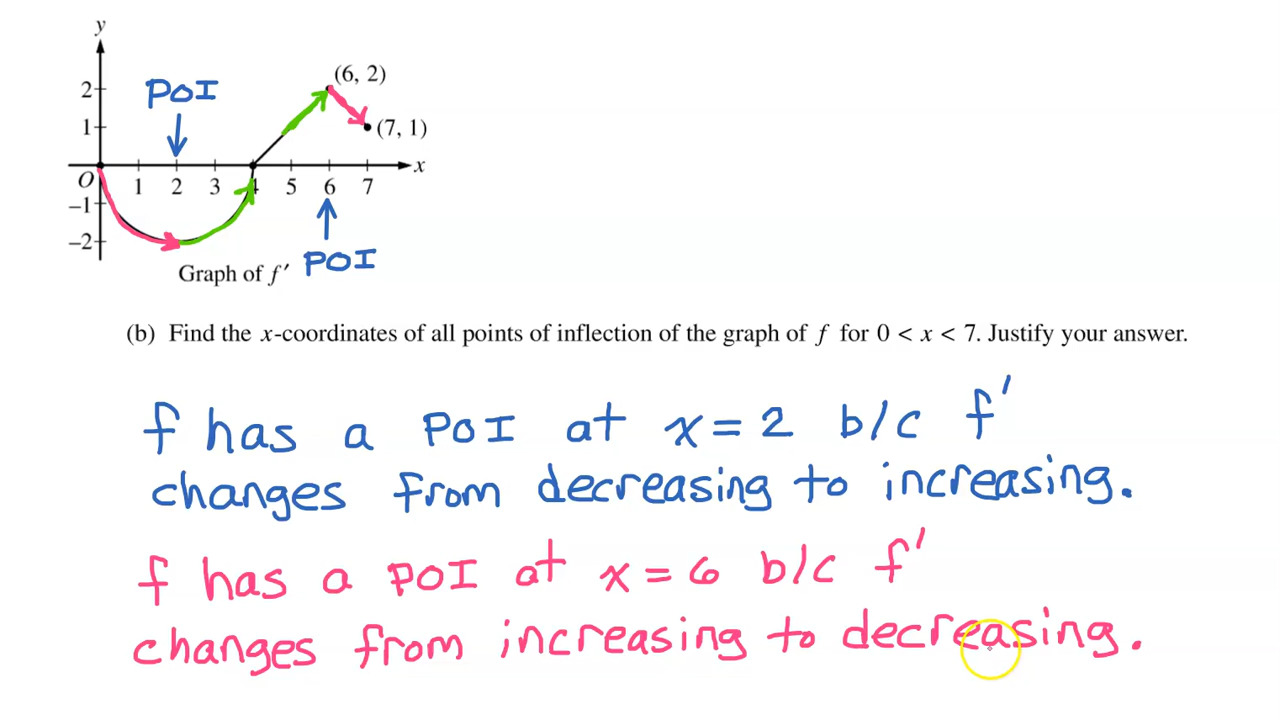 y
POI
(6, 2)
2
1
(7, 1)
x
O
1 2 3 4 5 6 7
−1
−2
POI
Graph of f′
(b) Find the x-coordinates of all points of inflection of the graph of f for 0 < x < 7. Justify your answer.
f has a POI at x = 2 b/c f′
changes from decreasing to increasing.
f has a POI at x = 6 b/c f′
changes from increasing to decreasing.